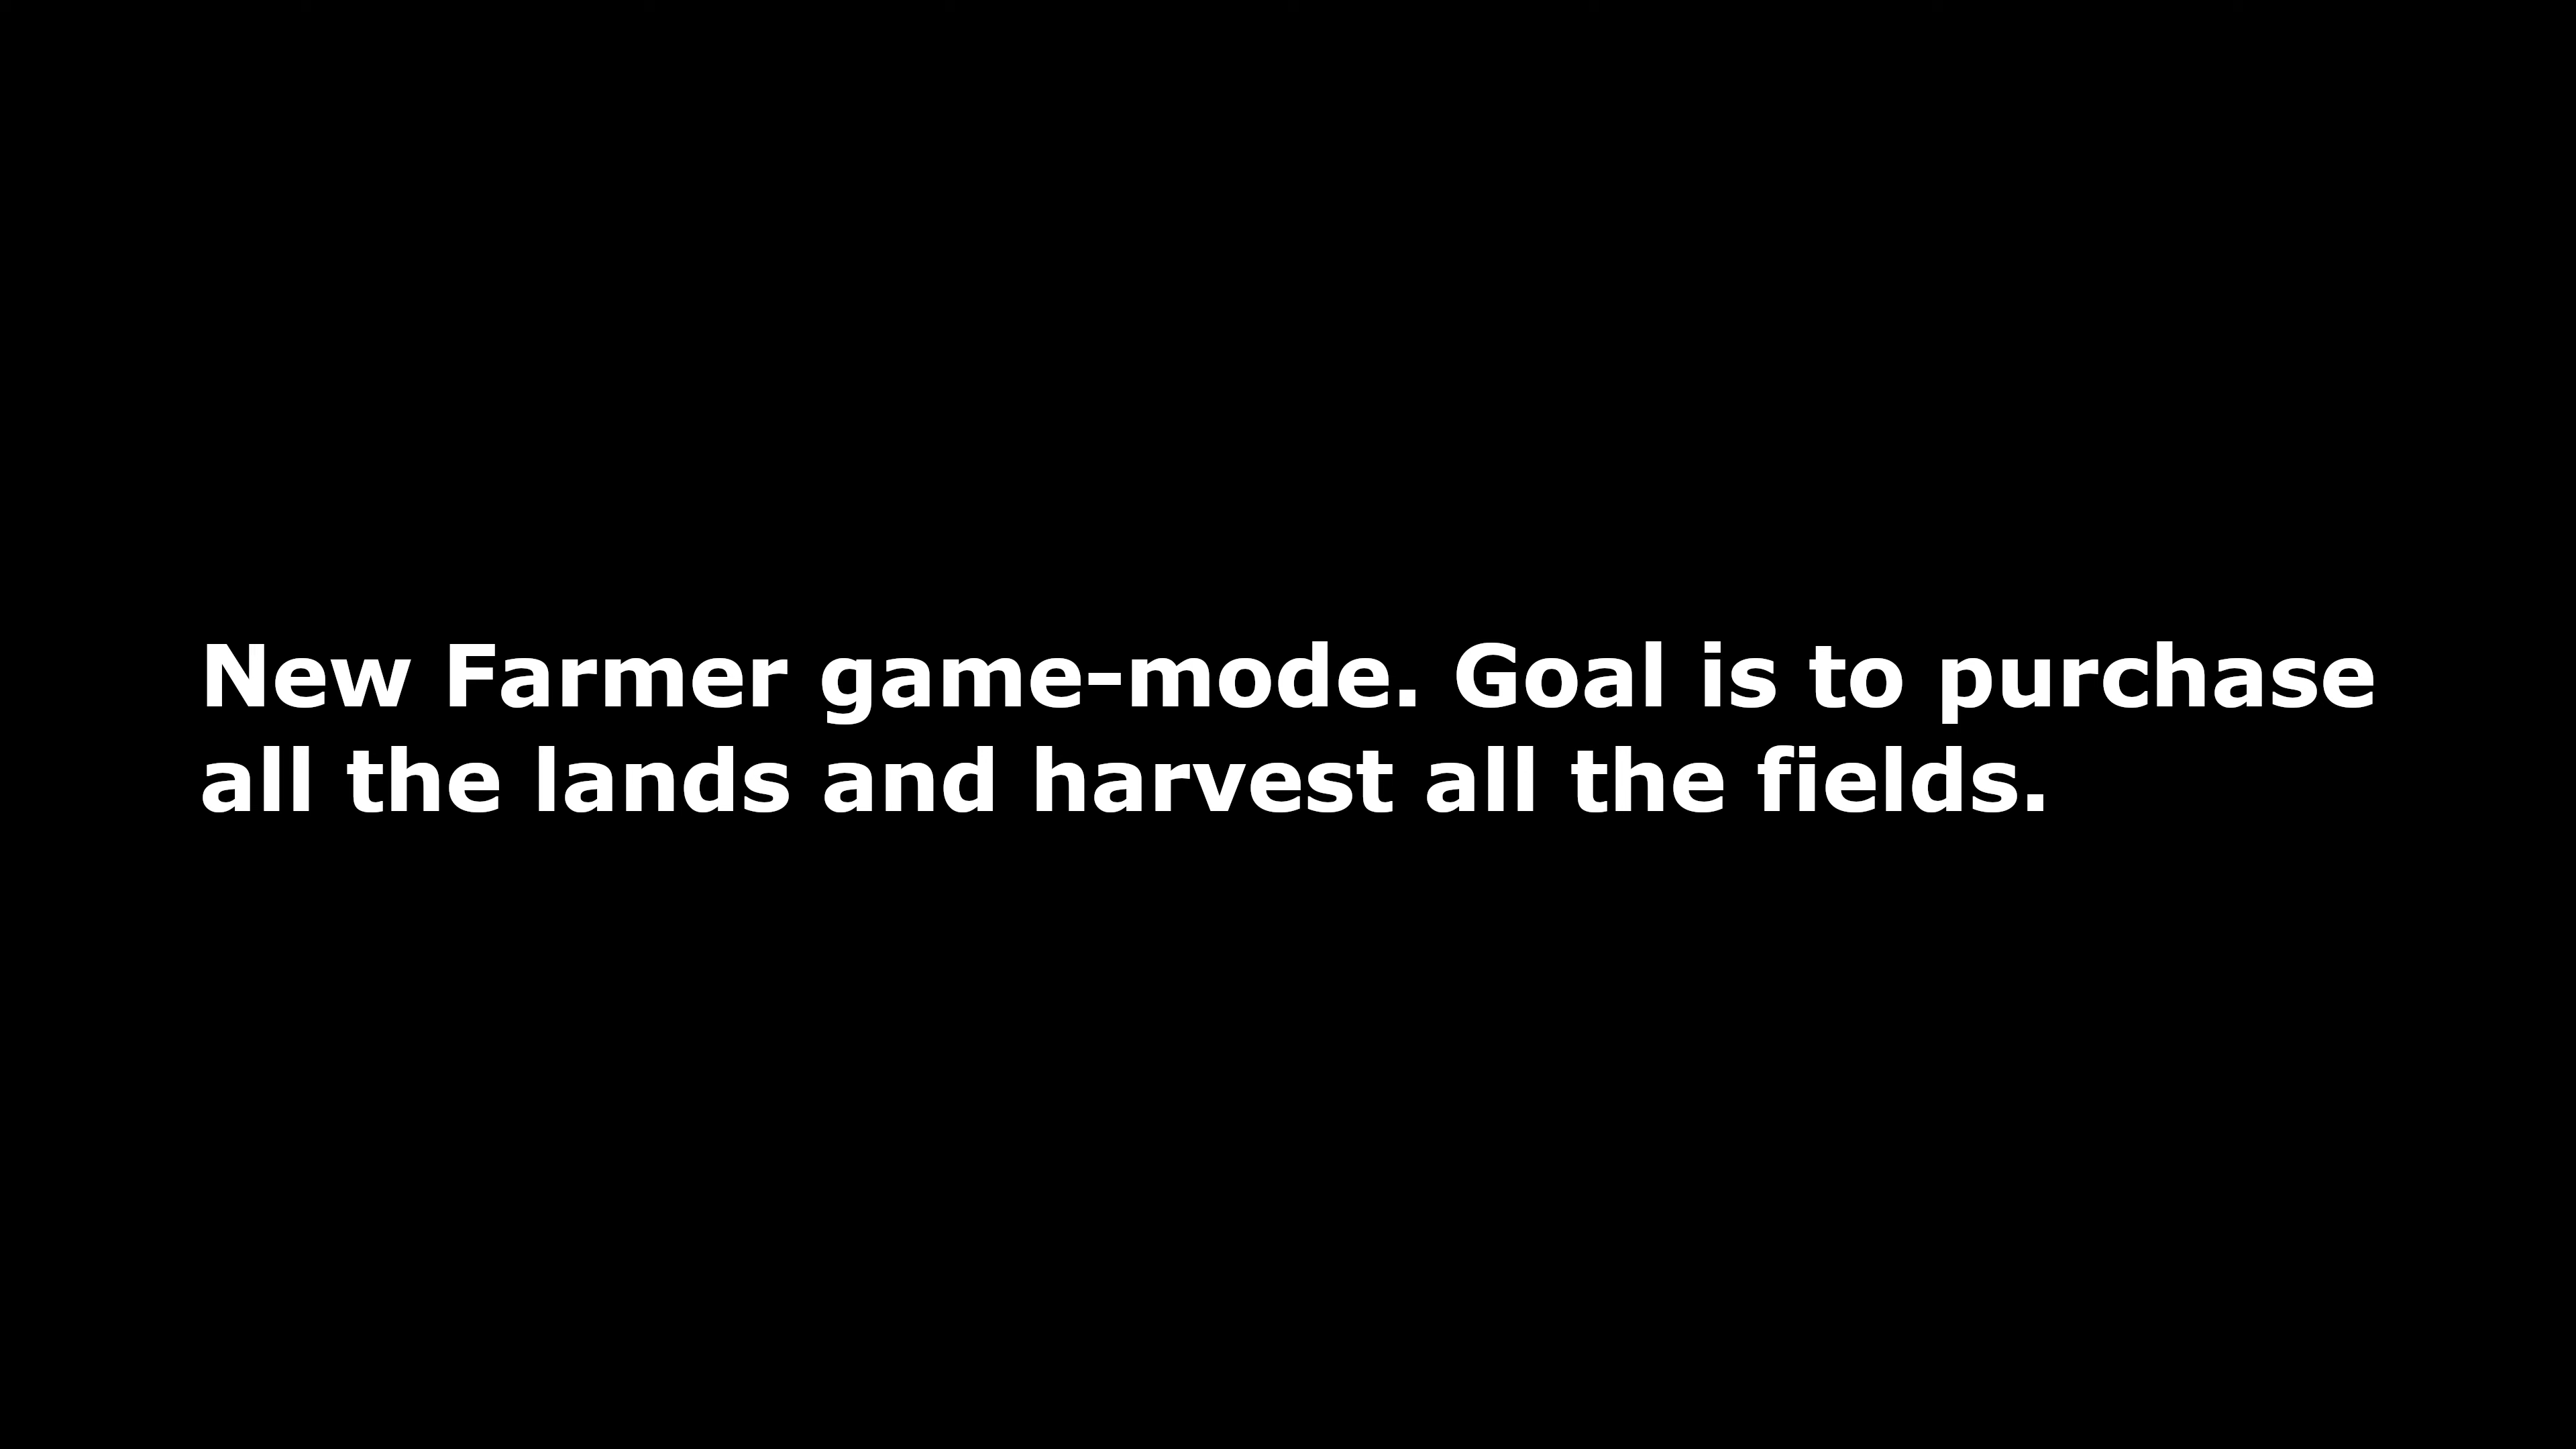 New Farmer game-mode. Goal is to purchase
all the lands and harvest all the fields.